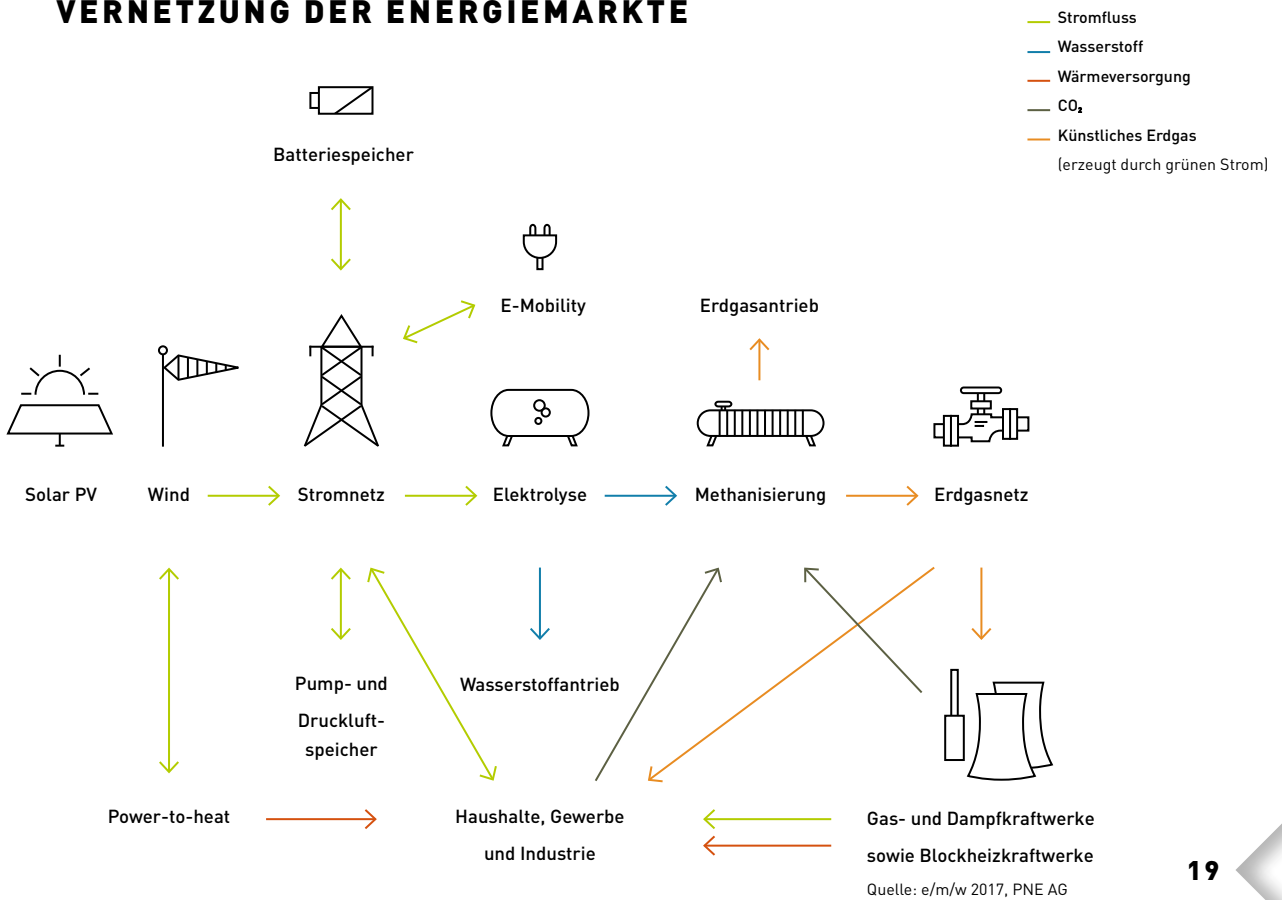 VERNETZUNG DER ENERGIEMÄRKTE
Stromfluss
Wasserstoff
Wärmeversorgung
CO₂
Künstliches Erdgas
(erzeugt durch grünen Strom)
Batteriespeicher
E-Mobility
Erdgasantrieb
Solar PV
Wind
Stromnetz
Elektrolyse
Methanisierung
Erdgasnetz
Pump- und
Druckluft-
speicher
Wasserstoffantrieb
Power-to-heat
Haushalte, Gewerbe
und Industrie
Gas- und Dampfkraftwerke
sowie Blockheizkraftwerke
Quelle: e/m/w 2017, PNE AG
19